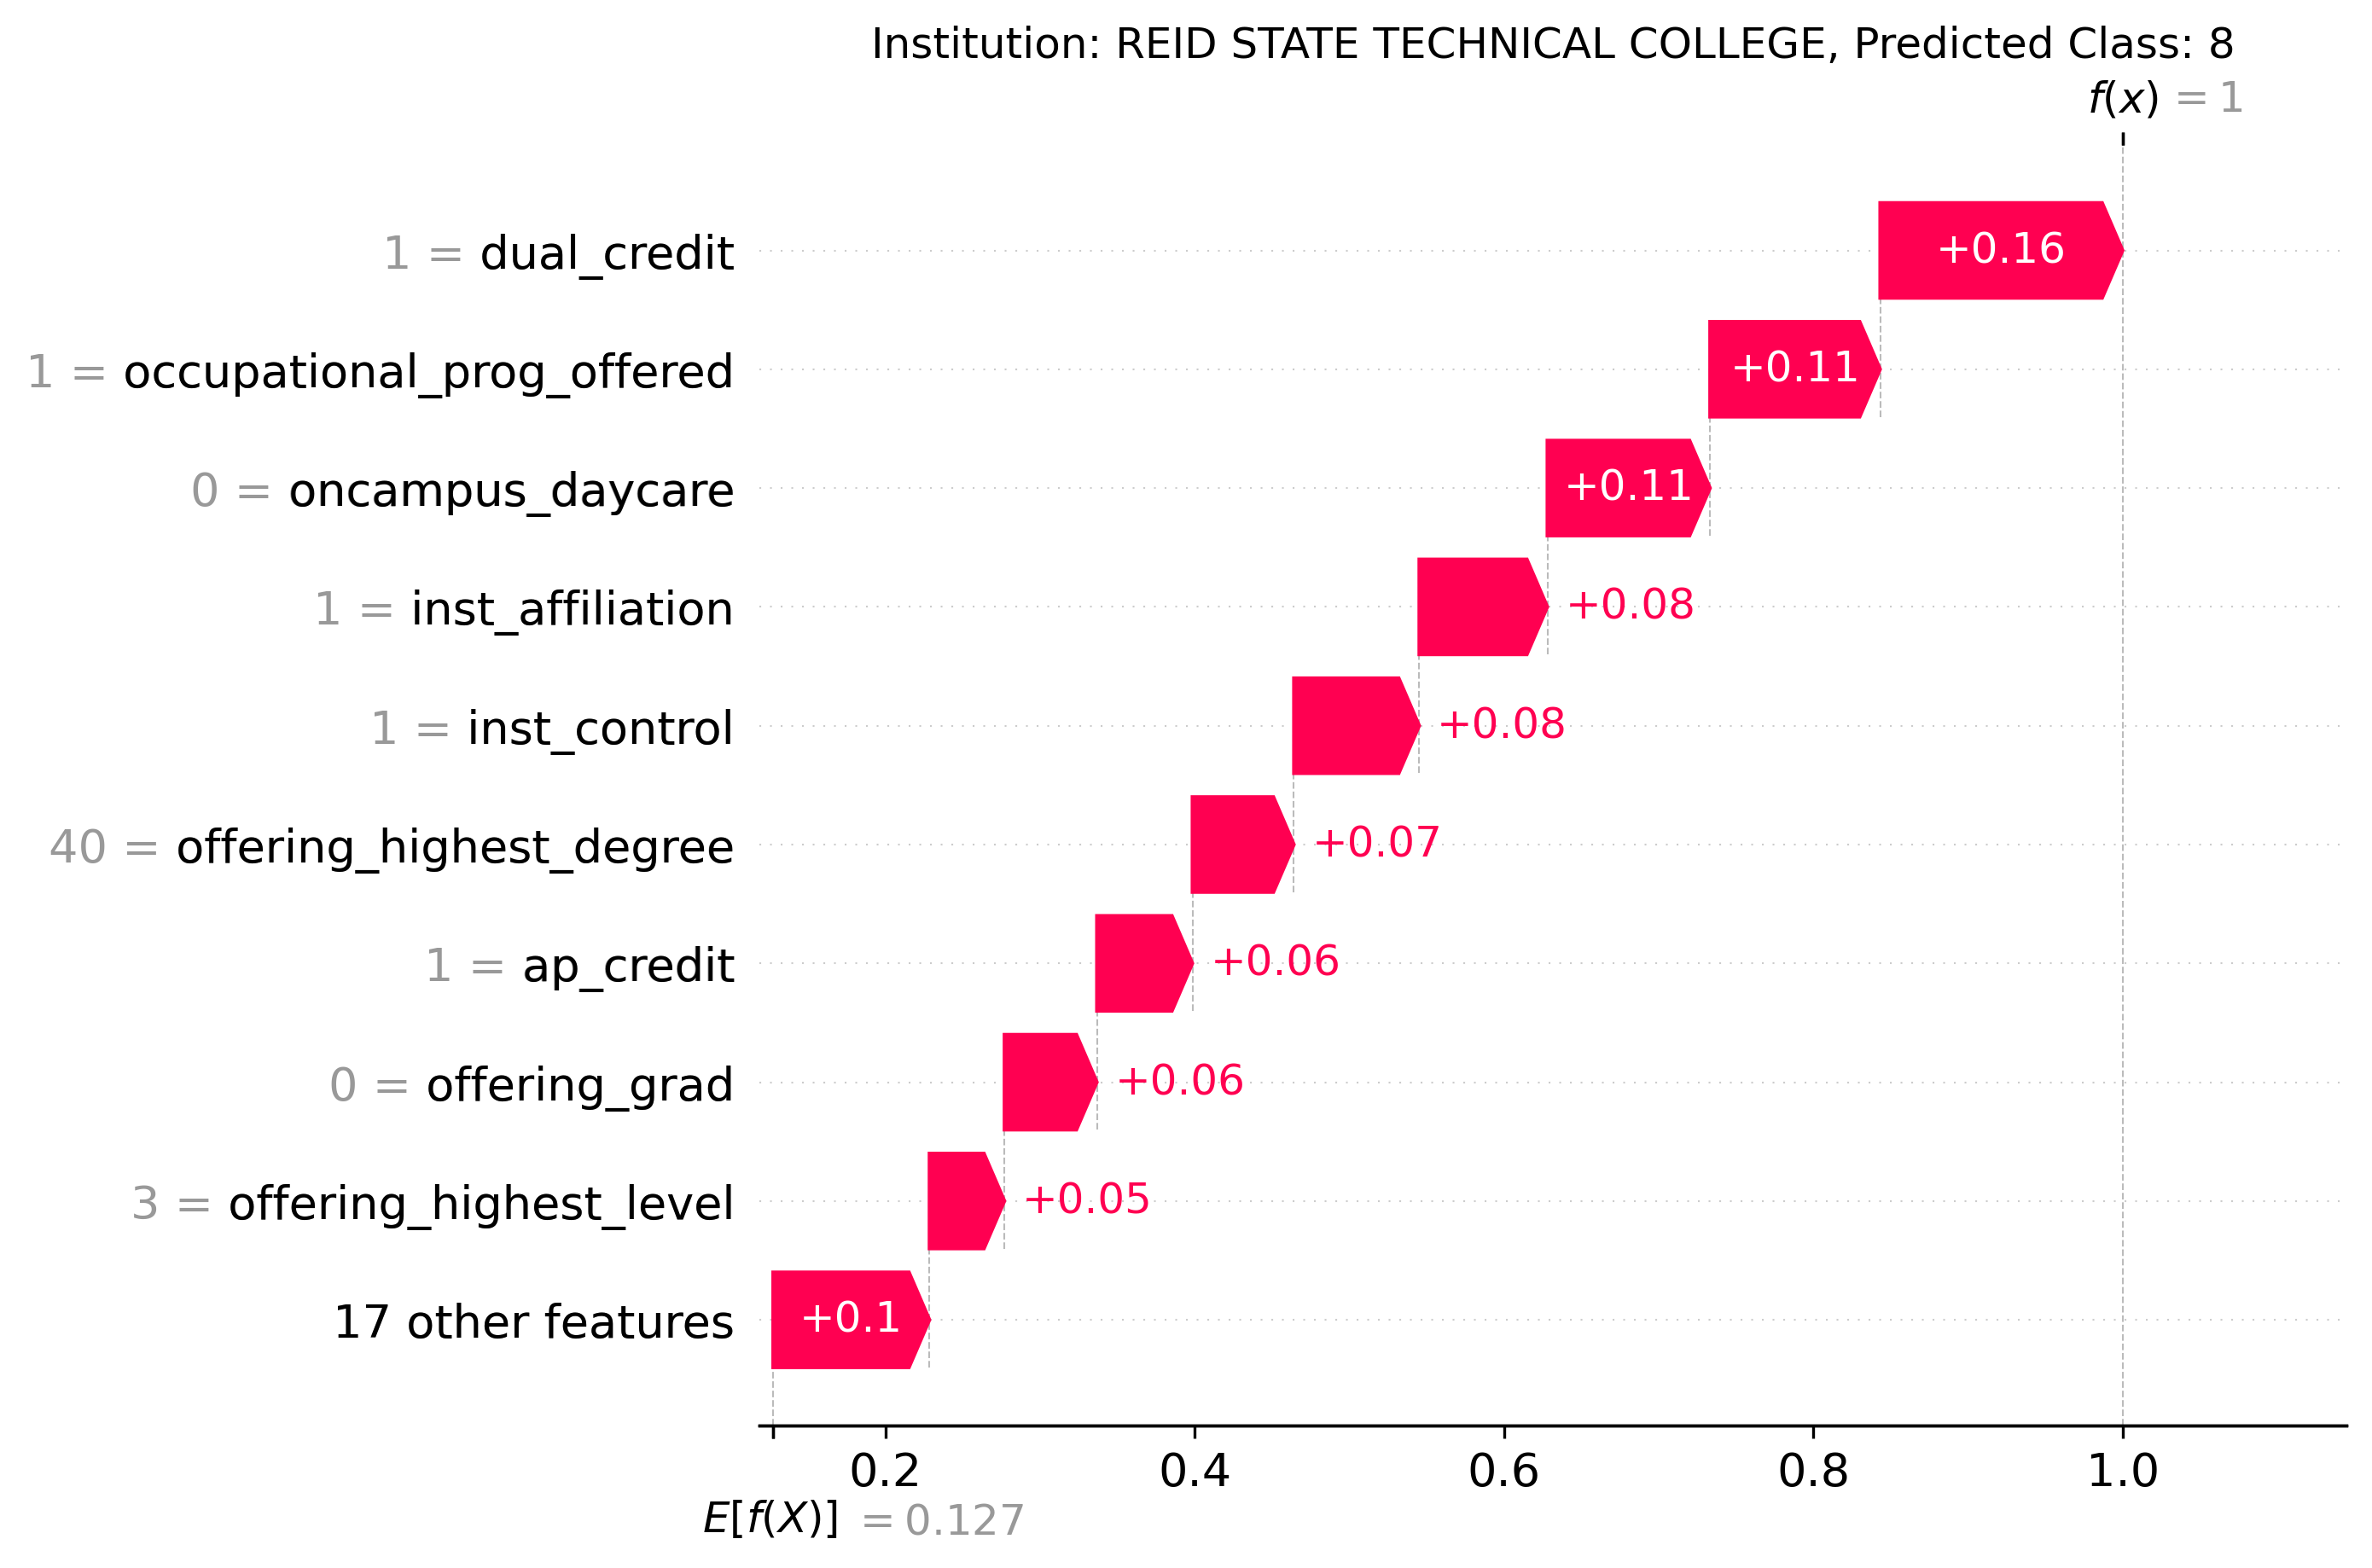 Institution: REID STATE TECHNICAL COLLEGE, Predicted Class: 8
f(x) = 1
1 = dual_credit
+0.16
1 = occupational_prog_offered
+0.11
0 = oncampus_daycare
+0.11
1 = inst_affiliation
+0.08
1 = inst_control
+0.08
40 = offering_highest_degree
+0.07
1 = ap_credit
+0.06
0 = offering_grad
+0.06
3 = offering_highest_level
+0.05
17 other features
+0.1
0.2 0.4 0.6 0.8 1.0
E[f(X)] = 0.127